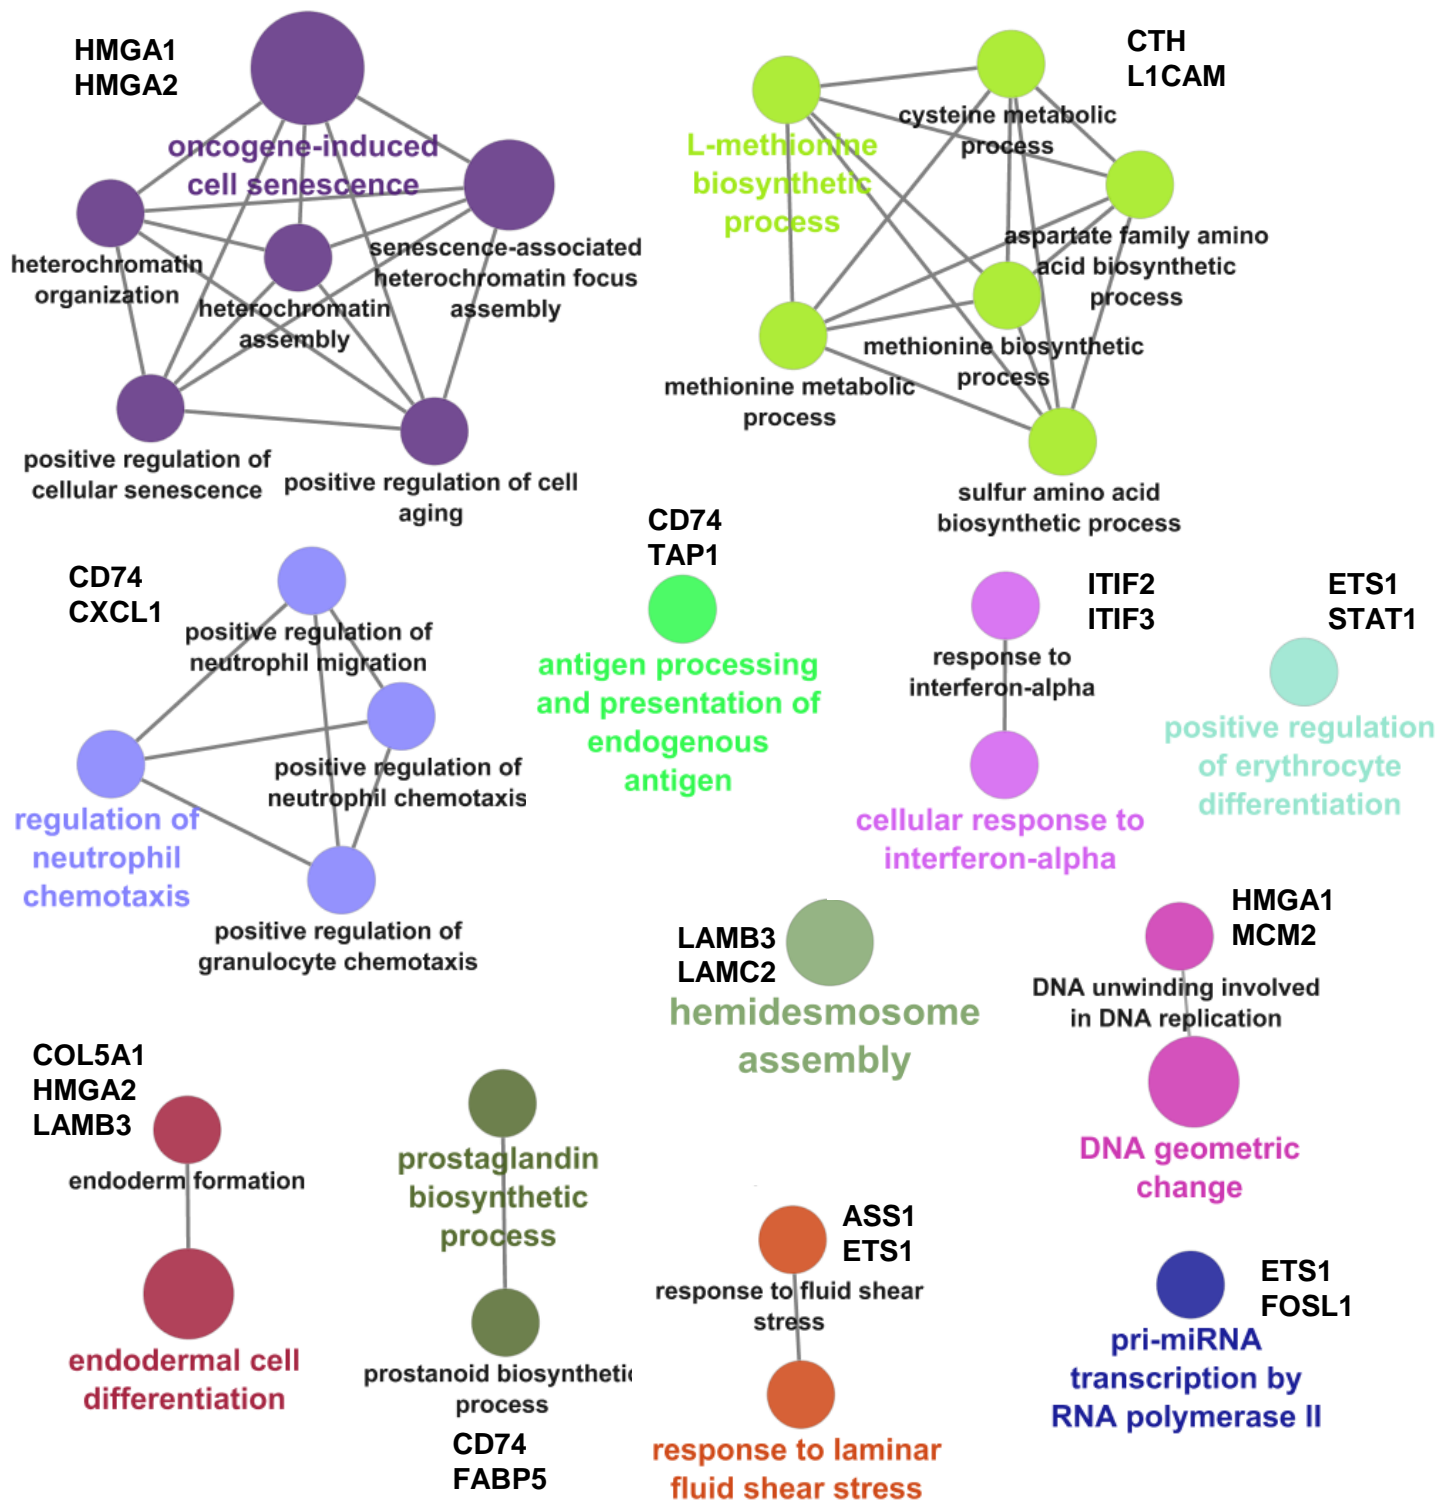 HMGA1
HMGA2
oncogene-induced
cell senescence
heterochromatin
organization
heterochromatin
assembly
senescence-associated
heterochromatin focus
assembly
positive regulation of
cellular senescence
positive regulation of cell
aging
CTH
L1CAM
L-methionine
biosynthetic
process
cysteine metabolic
process
aspartate family amino
acid biosynthetic
process
methionine biosynthetic
process
methionine metabolic
process
sulfur amino acid
biosynthetic process
CD74
CXCL1
positive regulation of
neutrophil migration
positive regulation of
neutrophil chemotaxis
regulation of
neutrophil
chemotaxis
positive regulation of
granulocyte chemotaxis
CD74
TAP1
antigen processing
and presentation of
endogenous
antigen
ITIF2
ITIF3
response to
interferon-alpha
cellular response to
interferon-alpha
ETS1
STAT1
positive regulation
of erythrocyte
differentiation
LAMB3
LAMC2
hemidesmosome
assembly
HMGA1
MCM2
DNA unwinding involved
in DNA replication
DNA geometric
change
COL5A1
HMGA2
LAMB3
endoderm formation
endodermal cell
differentiation
prostaglandin
biosynthetic
process
prostanoid biosynthetic
process
CD74
FABP5
ASS1
ETS1
response to fluid shear
stress
response to laminar
fluid shear stress
ETS1
FOSL1
pri-miRNA
transcription by
RNA polymerase II